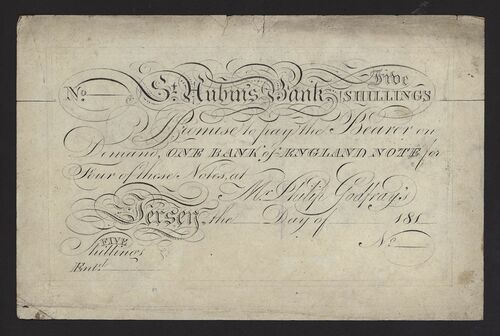 No.
St. Aubin's Bank
Five
SHILLINGS
I Promise to pay the Bearer on
Demand, ONE BANK of ENGLAND NOTE for
Four of these Notes, at
Mr. Philip Godfray's
Jersey, the Day of 181
No.
FIVE
Shillings
Entd.